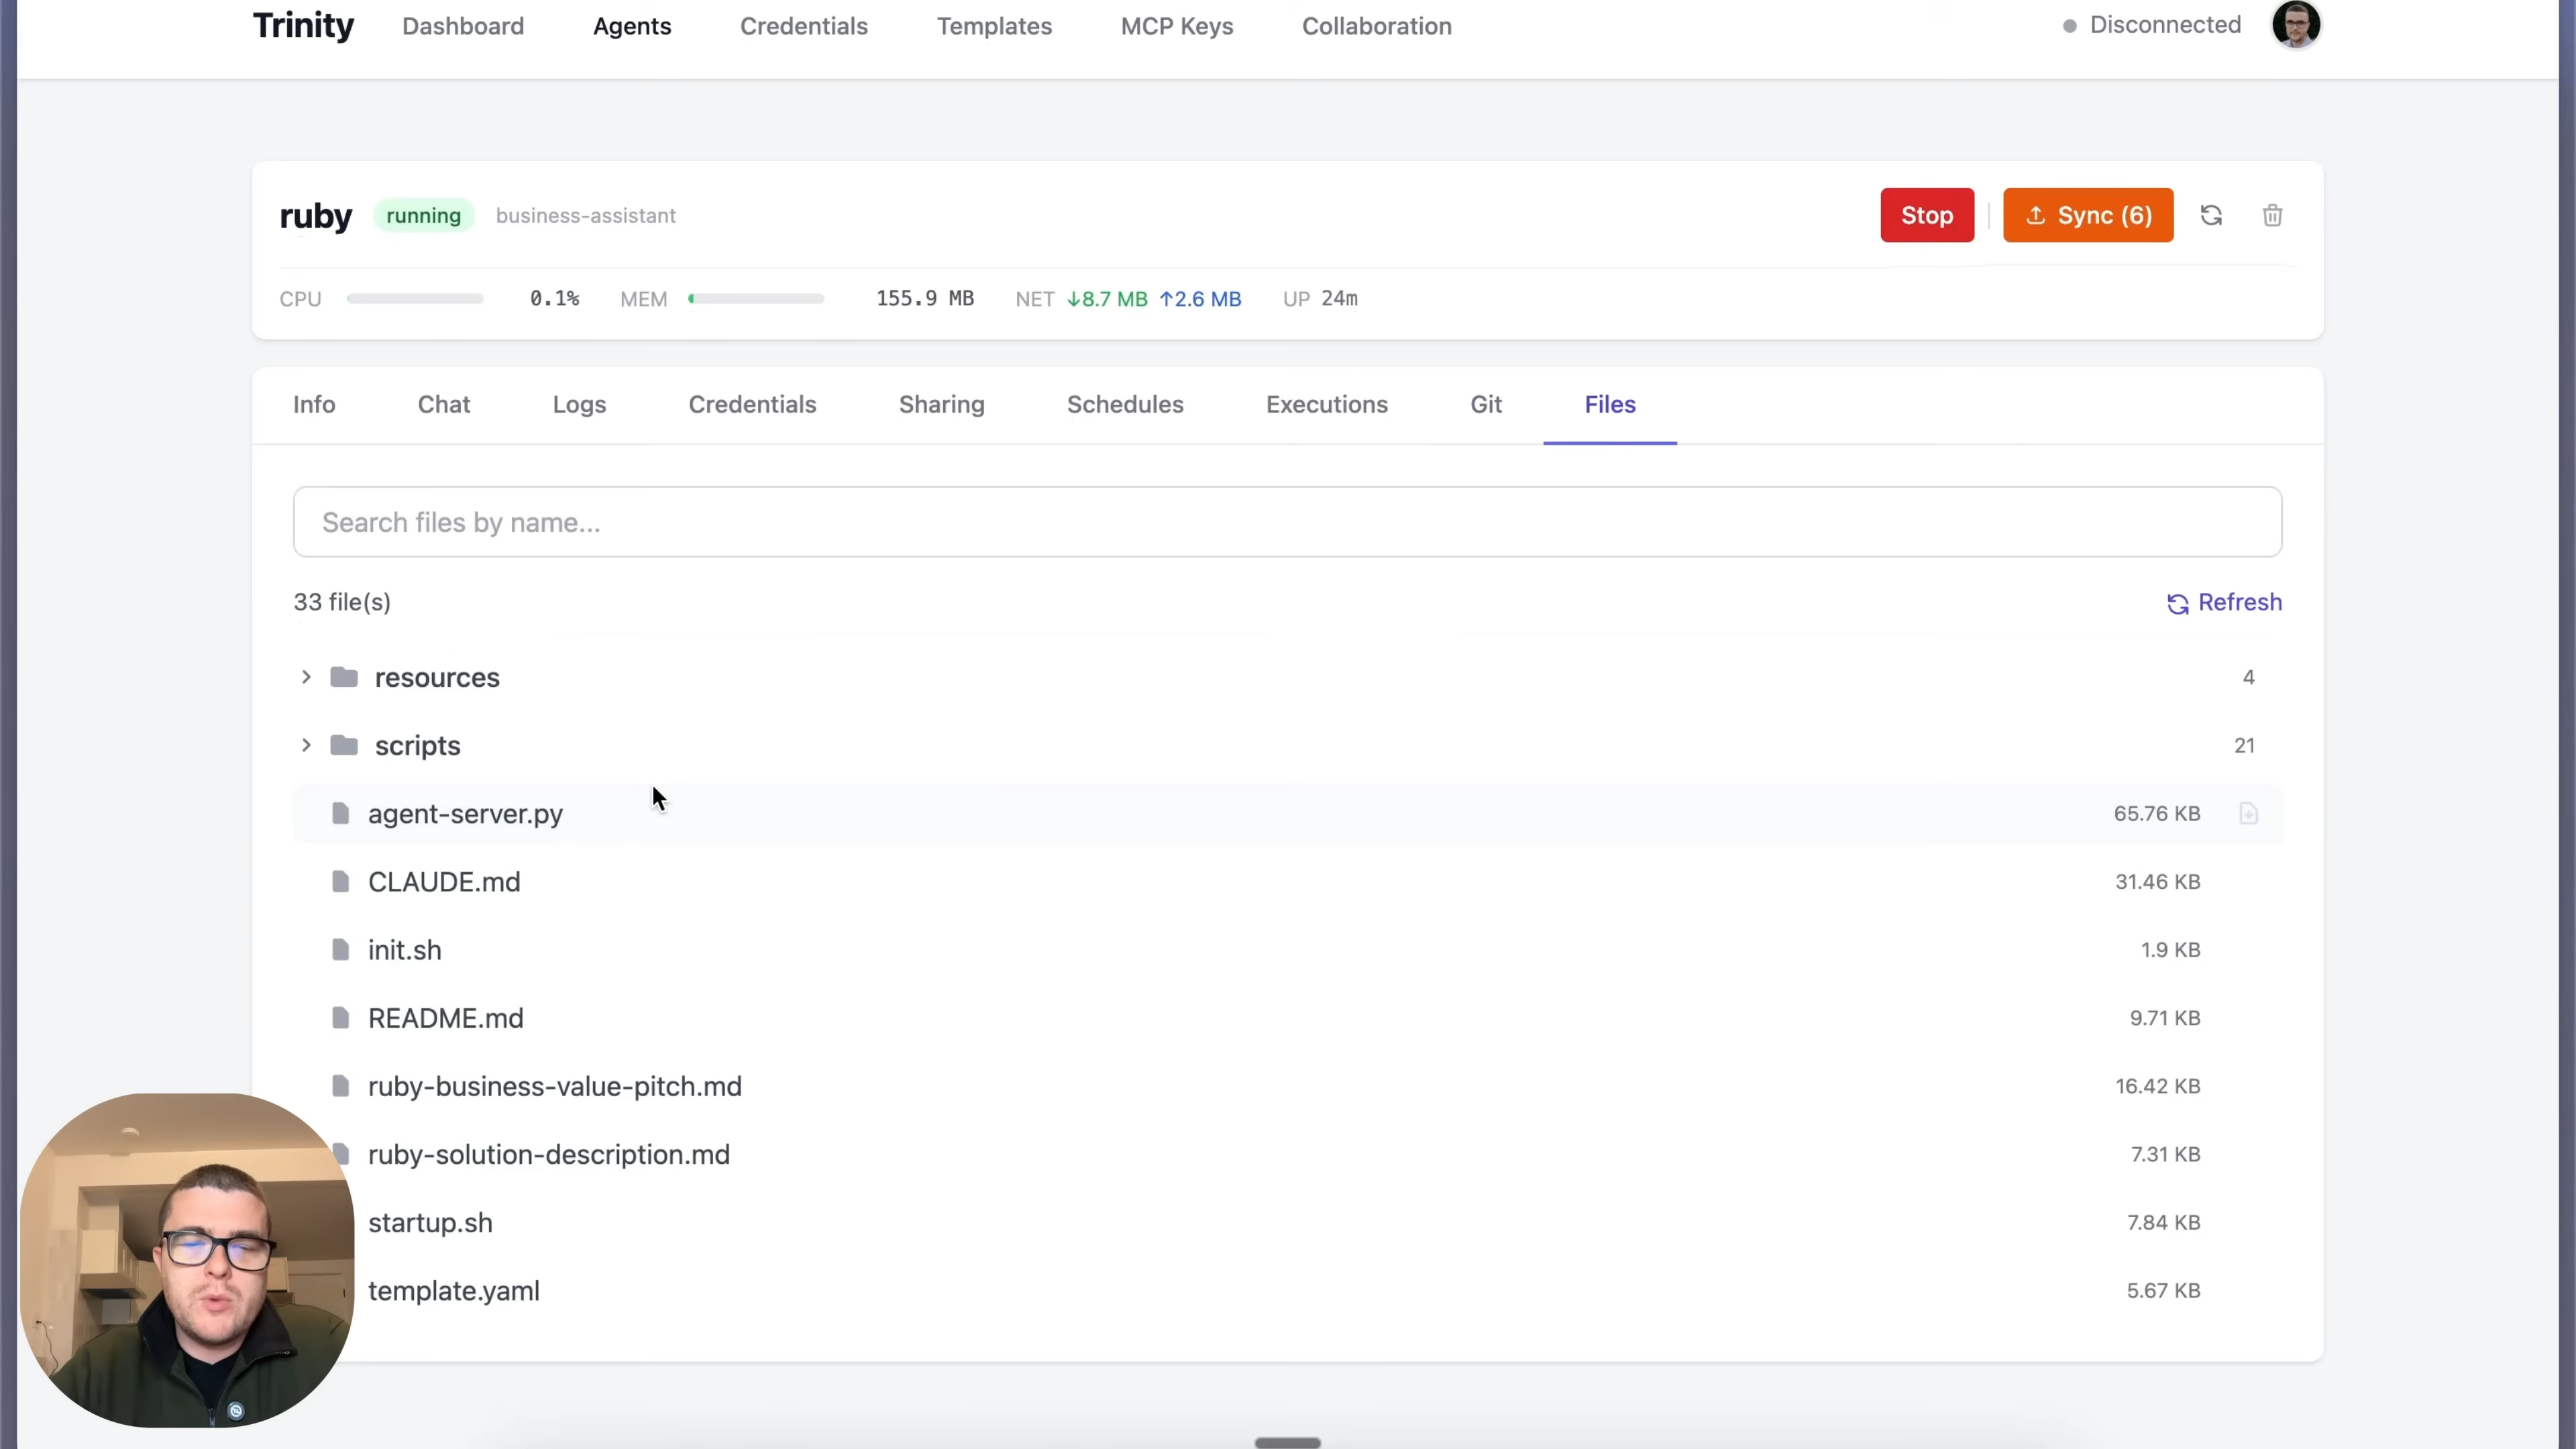 Trinity Dashboard Agents Credentials Templates MCP Keys Collaboration Disconnected
ruby running business-assistant Stop Sync (6)
CPU 0.1% MEM 155.9 MB NET ↓8.7 MB ↑2.6 MB UP 24m
Info Chat Logs Credentials Sharing Schedules Executions Git Files
Search files by name...
33 file(s) Refresh
resources 4
scripts 21
agent-server.py 65.76 KB
CLAUDE.md 31.46 KB
init.sh 1.9 KB
README.md 9.71 KB
ruby-business-value-pitch.md 16.42 KB
ruby-solution-description.md 7.31 KB
startup.sh 7.84 KB
template.yaml 5.67 KB